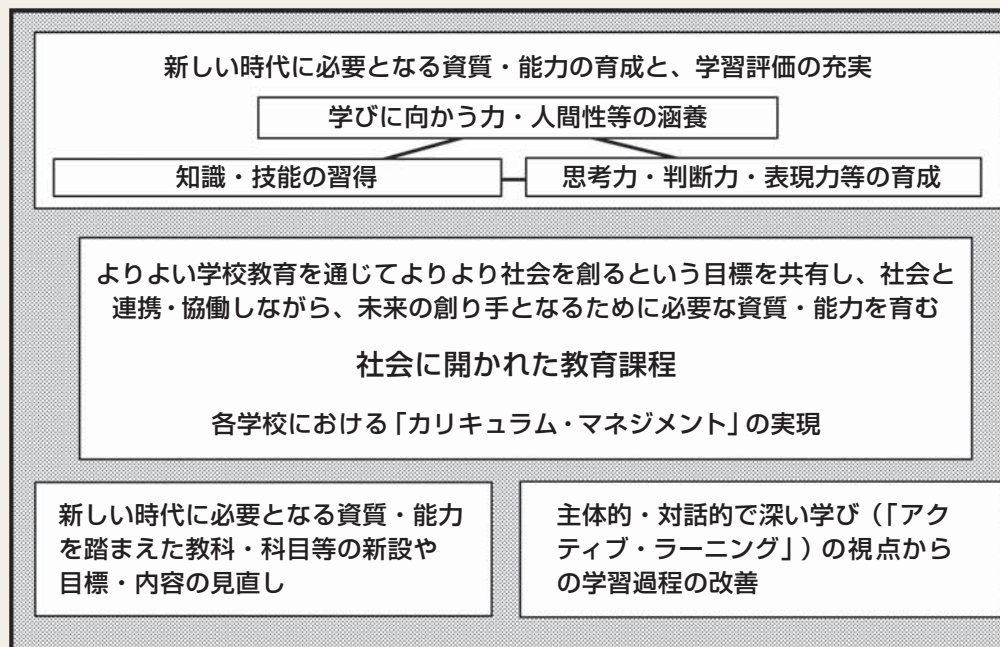 新しい時代に必要となる資質・能力の育成と、学習評価の充実
学びに向かう力・人間性等の涵養
知識・技能の習得
思考力・判断力・表現力等の育成
よりよい学校教育を通じてよりより社会を創るという目標を共有し、社会と
連携・協働しながら、未来の創り手となるために必要な資質・能力を育む
社会に開かれた教育課程
各学校における「カリキュラム・マネジメント」の実現
新しい時代に必要となる資質・能力
を踏まえた教科・科目等の新設や
目標・内容の見直し
主体的・対話的で深い学び（「アク
ティブ・ラーニング」）の視点から
の学習過程の改善